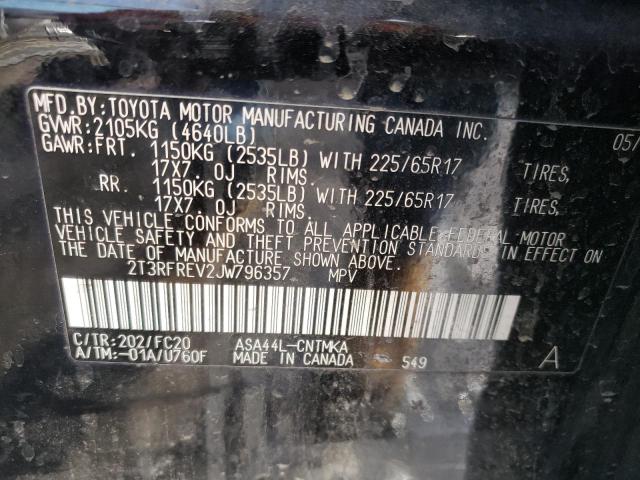 MFD.BY:TOYOTA MOTOR MANUFACTURING CANADA INC. 05/
GVWR:2105KG (4640LB)
GAWR:FRT. 1150KG (2535LB) WITH 225/65R17 TIRES,
17X7. 0J RIMS.
RR. 1150KG (2535LB) WITH 225/65R17 TIRES,
17X7. 0J RIMS.
THIS VEHICLE CONFORMS TO ALL APPLICABLE FEDERAL MOTOR
VEHICLE SAFETY AND THEFT PREVENTION STANDARDS IN EFFECT ON
THE DATE OF MANUFACTURE SHOWN ABOVE.
2T3RFREV2JW796357 MPV
C/TR:202/FC20 ASA44L-CNTMKA
A/TM:-01A/U760F MADE IN CANADA 549 A